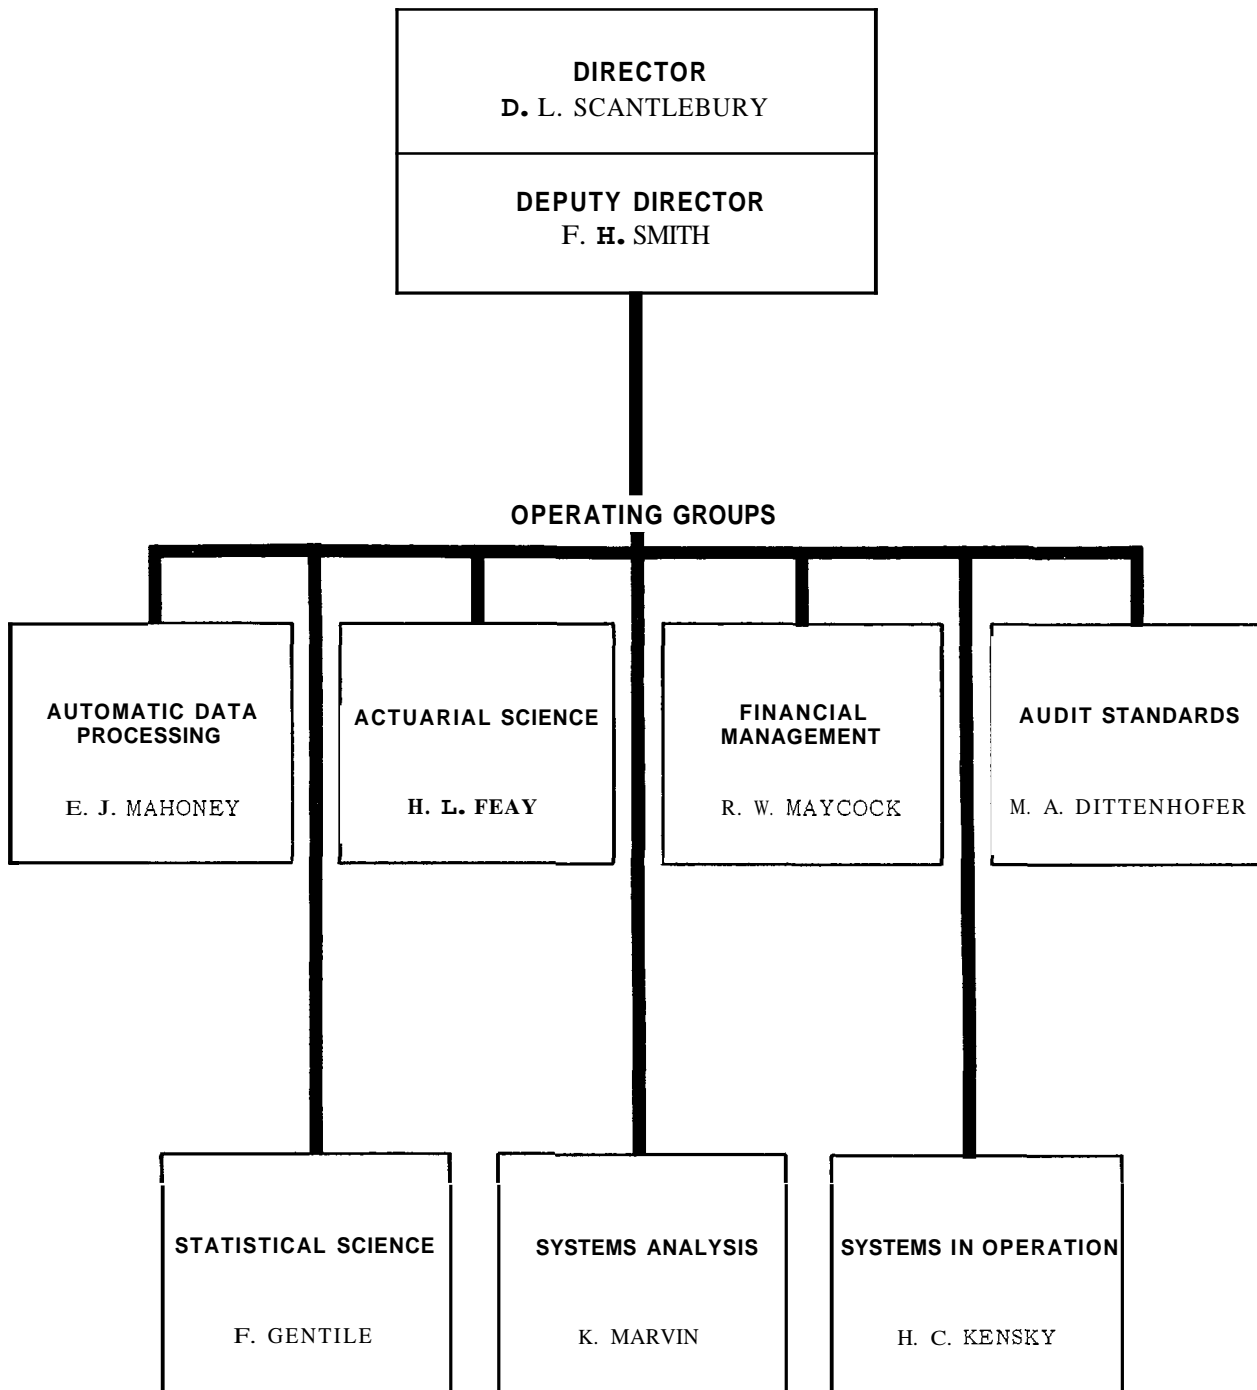 DIRECTOR
D. L. SCANTLEBURY
DEPUTY DIRECTOR
F. H. SMITH
OPERATING GROUPS
AUTOMATIC DATA
PROCESSING
E. J. MAHONEY
ACTUARIAL SCIENCE
H. L. FEAY
FINANCIAL
MANAGEMENT
R. W. MAYCOCK
AUDIT STANDARDS
M. A. DITTENHOFER
STATISTICAL SCIENCE
F. GENTILE
SYSTEMS ANALYSIS
K. MARVIN
SYSTEMS IN OPERATION
H. C. KENSKY